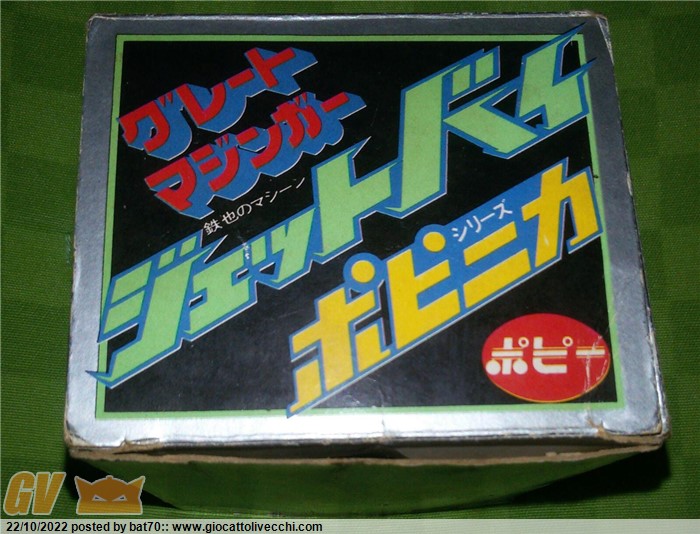 グレート
マジンガー
鉄也のマシーン
ジェットバイ
ポピニカ
シリーズ
ポピー
GV
22/10/2022 posted by bat70:: www.giocattolivecchi.com